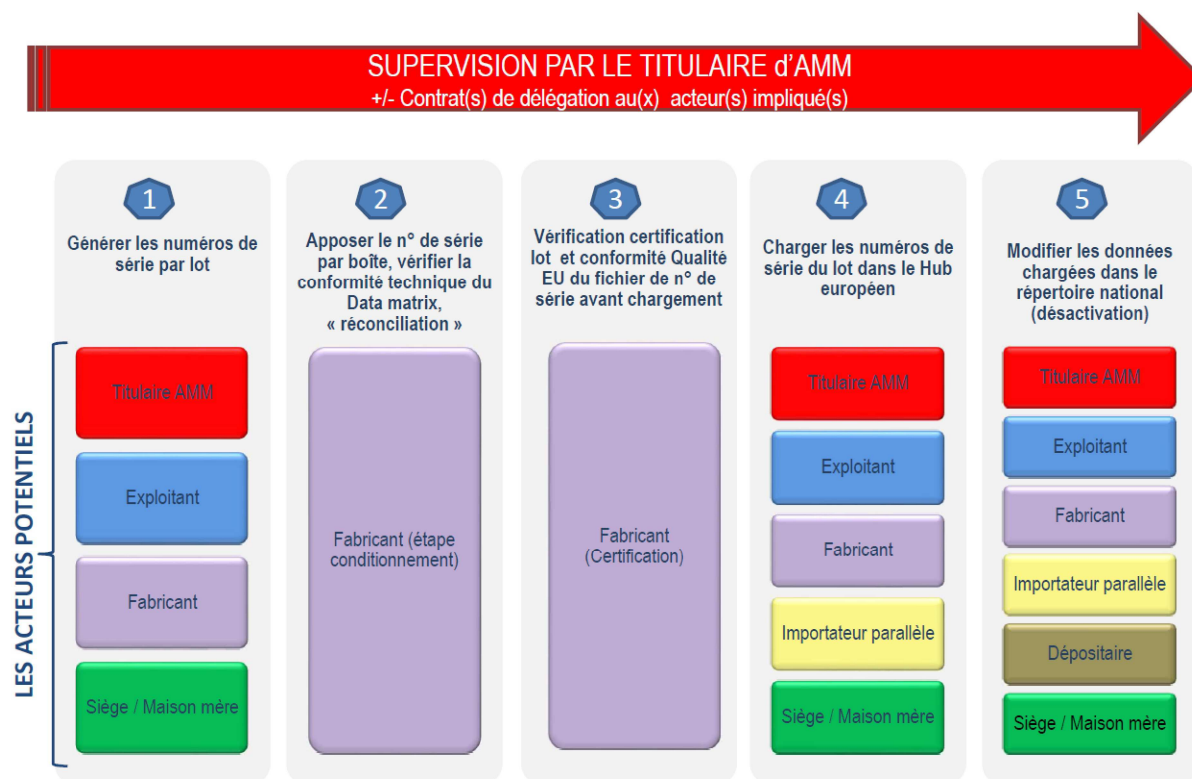 SUPERVISION PAR LE TITULAIRE d'AMM
+/- Contrat(s) de délégation au(x) acteur(s) impliqué(s)
LES ACTEURS POTENTIELS
1
Générer les numéros de
série par lot
Titulaire AMM
Exploitant
Fabricant
Siège / Maison mère
2
Apposer le n° de série
par boîte, vérifier la
conformité technique du
Data matrix,
« réconciliation »
Fabricant (étape
conditionnement)
3
Vérification certification
lot et conformité Qualité
EU du fichier de n° de
série avant chargement
Fabricant
(Certification)
4
Charger les numéros de
série du lot dans le Hub
européen
Titulaire AMM
Exploitant
Fabricant
Importateur parallèle
Siège / Maison mère
5
Modifier les données
chargées dans le
répertoire national
(désactivation)
Titulaire AMM
Exploitant
Fabricant
Importateur parallèle
Dépositaire
Siège / Maison mère